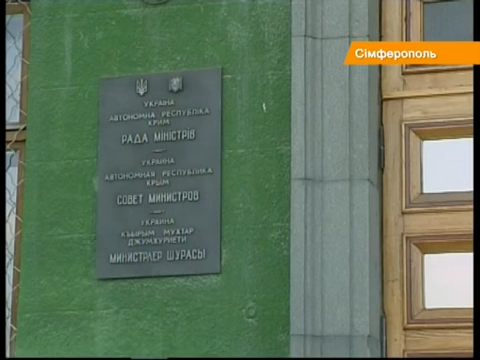 Сімферополь
УКРАЇНА
АВТОНОМНА РЕСПУБЛІКА
КРИМ
РАДА МІНІСТРІВ
УКРАИНА
АВТОНОМНАЯ РЕСПУБЛИКА
КРЫМ
СОВЕТ МИНИСТРОВ
УКРАИНА
КЪЫРЫМ МУХТАР
ДЖУМХУРИЕТИ
МИНИСТРЛЕР ШУРАСЫ